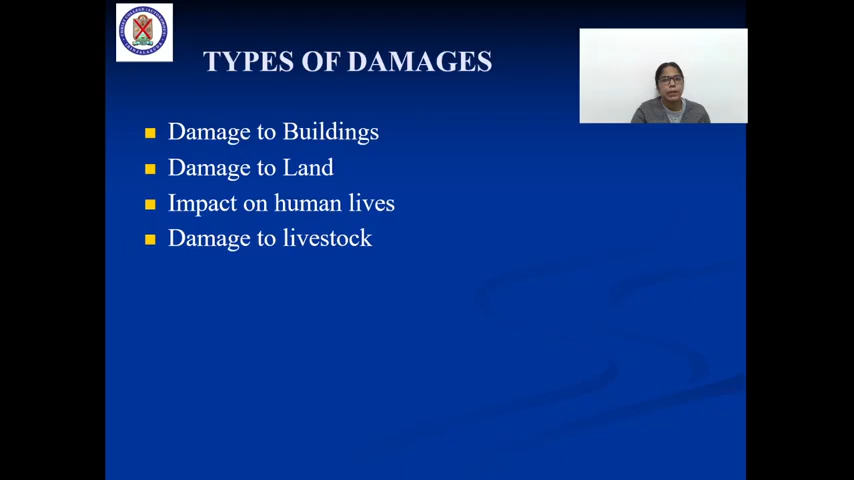 TYPES OF DAMAGES
Damage to Buildings
Damage to Land
Impact on human lives
Damage to livestock